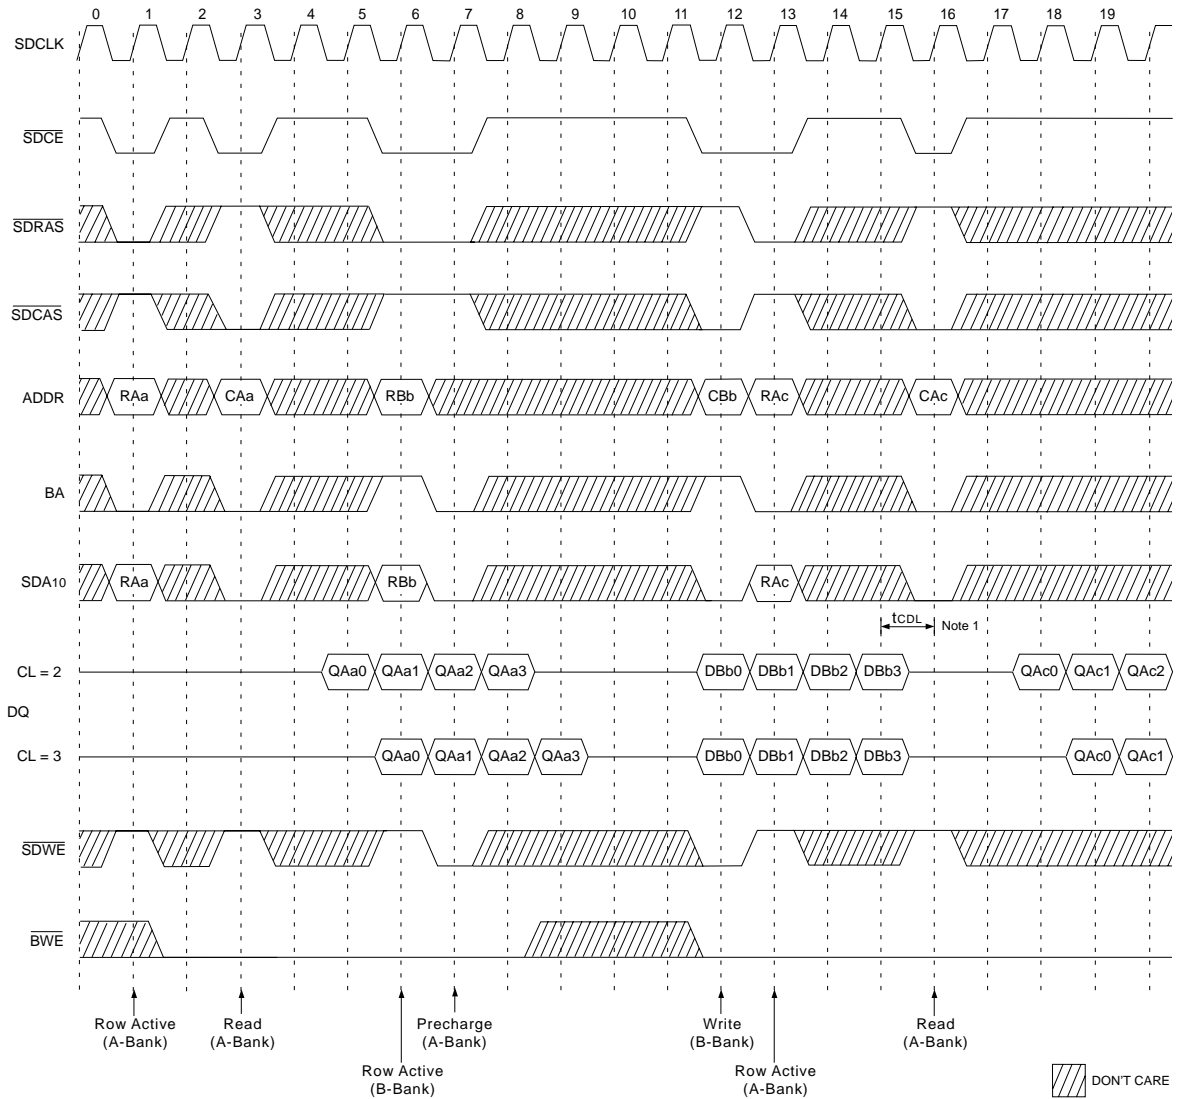 0 1 2 3 4 5 6 7 8 9 10 11 12 13 14 15 16 17 18 19
SDCLK
SDCE
SDRAS
SDCAS
ADDR RAa CAa RBb CBb RAc CAc
BA
SDA10 RAa RBb RAc
tCDL Note 1
CL = 2 QAa0 QAa1 QAa2 QAa3 DBb0 DBb1 DBb2 DBb3 QAc0 QAc1 QAc2
DQ
CL = 3 QAa0 QAa1 QAa2 QAa3 DBb0 DBb1 DBb2 DBb3 QAc0 QAc1
SDWE
BWE
Row Active
(A-Bank)
Read
(A-Bank)
Row Active
(B-Bank)
Precharge
(A-Bank)
Write
(B-Bank)
Row Active
(A-Bank)
Read
(A-Bank)
DON'T CARE